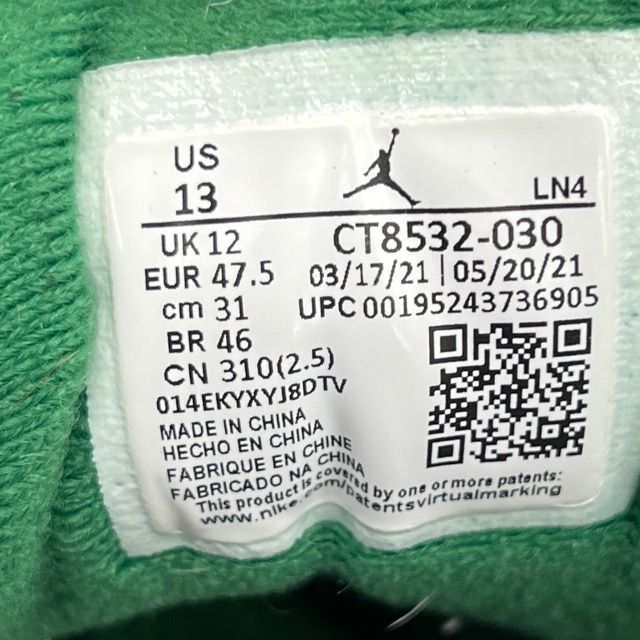 US
13
LN4
UK 12
CT8532-030
EUR 47.5
03/17/21 | 05/20/21
cm 31
UPC 00195243736905
BR 46
CN 310(2.5)
014EKYXYJ8DTV
MADE IN CHINA
HECHO EN CHINA
FABRIQUE EN CHINE
FABRICADO NA CHINA
This product is covered by one or more patents
www.nike.com/patentsvirtualmarking